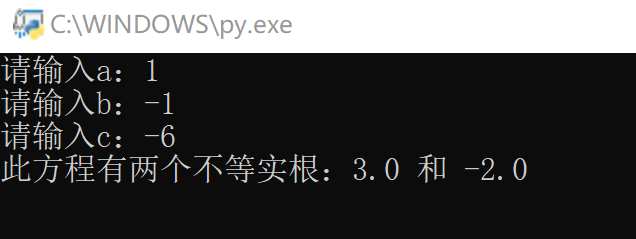 C:\WINDOWS\py.exe
请输入a：1
请输入b：-1
请输入c：-6
此方程有两个不等实根：3.0 和 -2.0